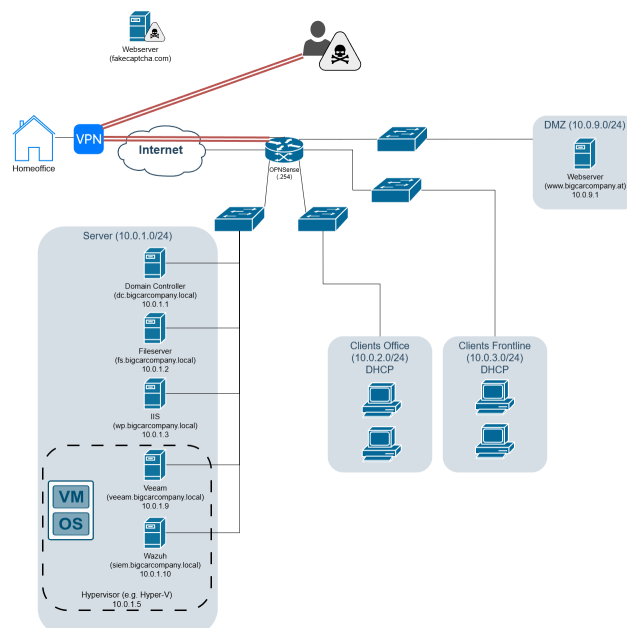 Webserver
(fakecaptcha.com)
VPN
Homeoffice
Internet
OPNSense
(.254)
DMZ (10.0.9.0/24)
Webserver
(www.bigcarcompany.at)
10.0.9.1
Server (10.0.1.0/24)
Domain Controller
(dc.bigcarcompany.local)
10.0.1.1
Fileserver
(fs.bigcarcompany.local)
10.0.1.2
IIS
(wp.bigcarcompany.local)
10.0.1.3
Veeam
(veeam.bigcarcompany.local)
10.0.1.9
VM
OS
Wazuh
(siem.bigcarcompany.local)
10.0.1.10
Hypervisor (e.g. Hyper-V)
10.0.1.5
Clients Office
(10.0.2.0/24)
DHCP
Clients Frontline
(10.0.3.0/24)
DHCP